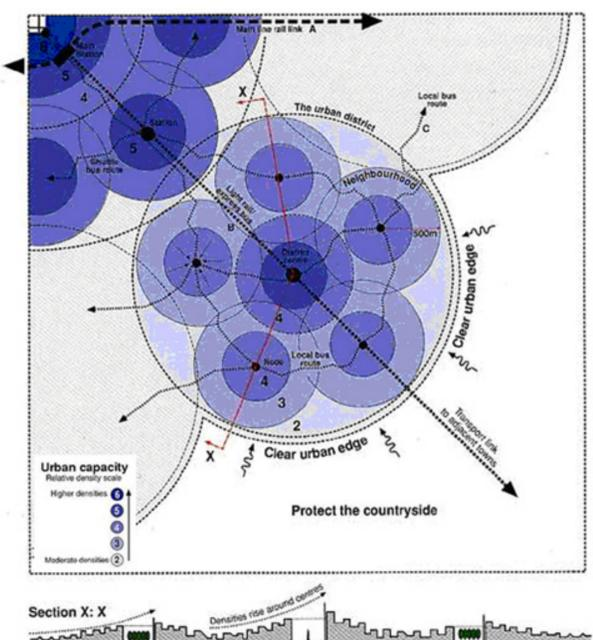 Main line rail link A
6
Main
Station
5
4
Station
5
Shuttle
bus route
X
The urban district
Local bus
route
C
Neighbourhood
Light rail/
express bus
B
500m
District
centre
4
Clear urban edge
Node
Local bus
route
4
3
2
X
Clear urban edge
Transport link
to adjacent towns
Urban capacity
Relative density scale
Higher densities 6
5
4
3
Moderate densities 2
Protect the countryside
Section X: X
Densities rise around centres